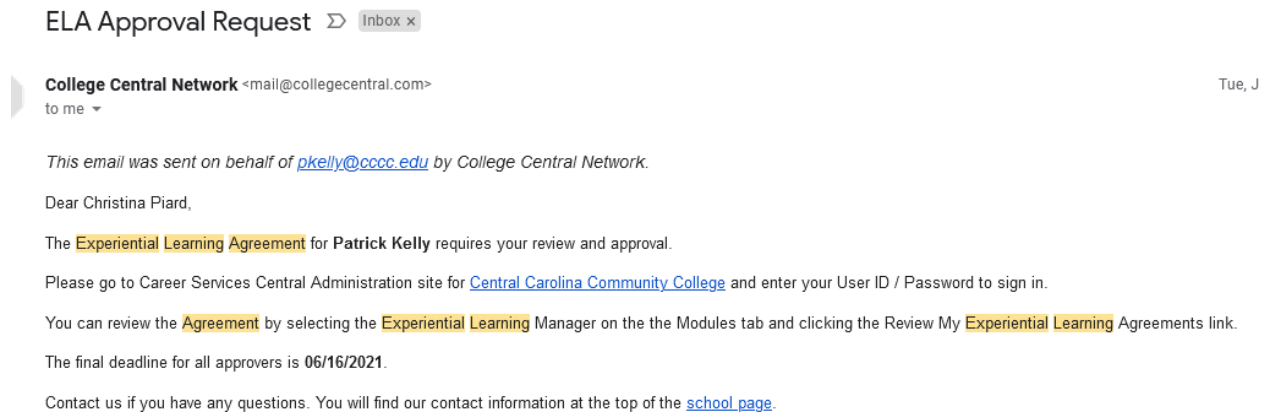 ELA Approval Request Inbox x
College Central Network <mail@collegecentral.com> Tue, J
to me
This email was sent on behalf of pkelly@cccc.edu by College Central Network.
Dear Christina Piard,
The Experiential Learning Agreement for Patrick Kelly requires your review and approval.
Please go to Career Services Central Administration site for Central Carolina Community College and enter your User ID / Password to sign in.
You can review the Agreement by selecting the Experiential Learning Manager on the the Modules tab and clicking the Review My Experiential Learning Agreements link.
The final deadline for all approvers is 06/16/2021.
Contact us if you have any questions. You will find our contact information at the top of the school page.